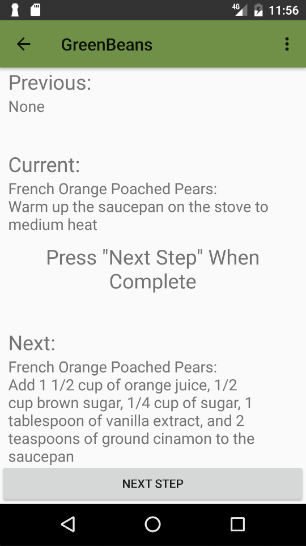 4G 11:56
GreenBeans
Previous:
None
Current:
French Orange Poached Pears:
Warm up the saucepan on the stove to
medium heat
Press "Next Step" When
Complete
Next:
French Orange Poached Pears:
Add 1 1/2 cup of orange juice, 1/2
cup brown sugar, 1/4 cup of sugar, 1
tablespoon of vanilla extract, and 2
teaspoons of ground cinamon to the
saucepan
NEXT STEP